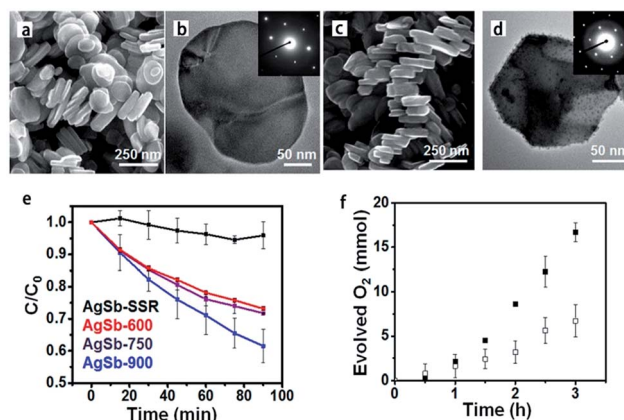 a
250 nm
b
50 nm
c
250 nm
d
50 nm
e
C/C0
1.0
0.9
0.8
0.7
0.6
0.5
AgSb-SSR
AgSb-600
AgSb-750
AgSb-900
0 20 40 60 80 100
Time (min)
f
Evolved O2 (mmol)
20
15
10
5
0
0 1 2 3
Time (h)